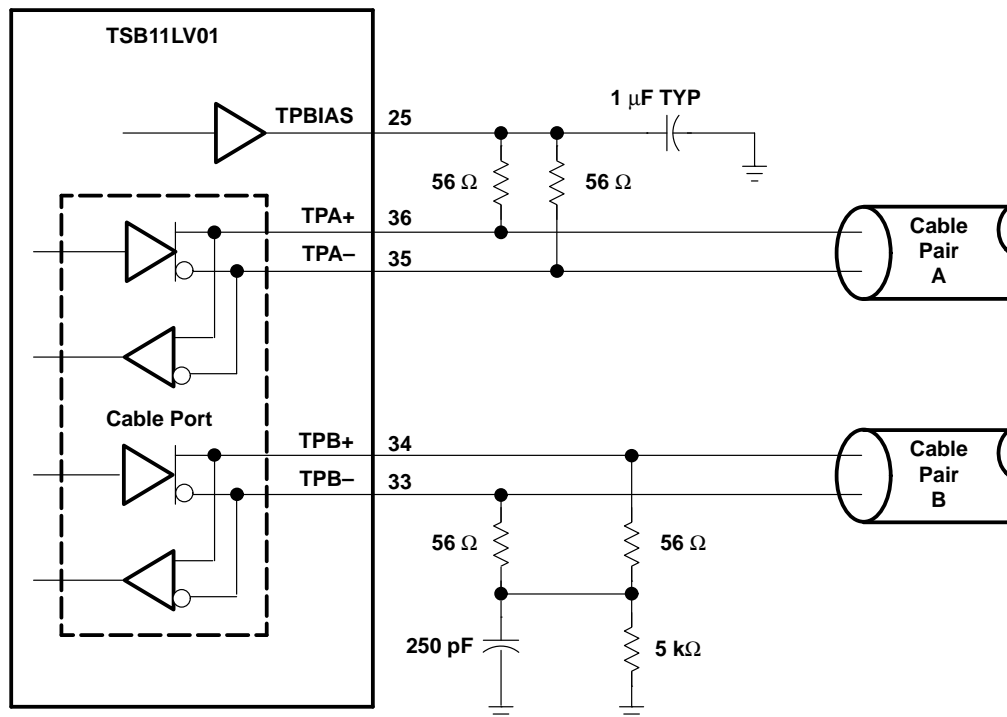 TSB11LV01
1 μF TYP
TPBIAS 25
56 Ω 56 Ω
TPA+ 36
TPA− 35
Cable
Pair
A
Cable Port
TPB+ 34
TPB− 33
Cable
Pair
B
56 Ω 56 Ω
250 pF 5 kΩ